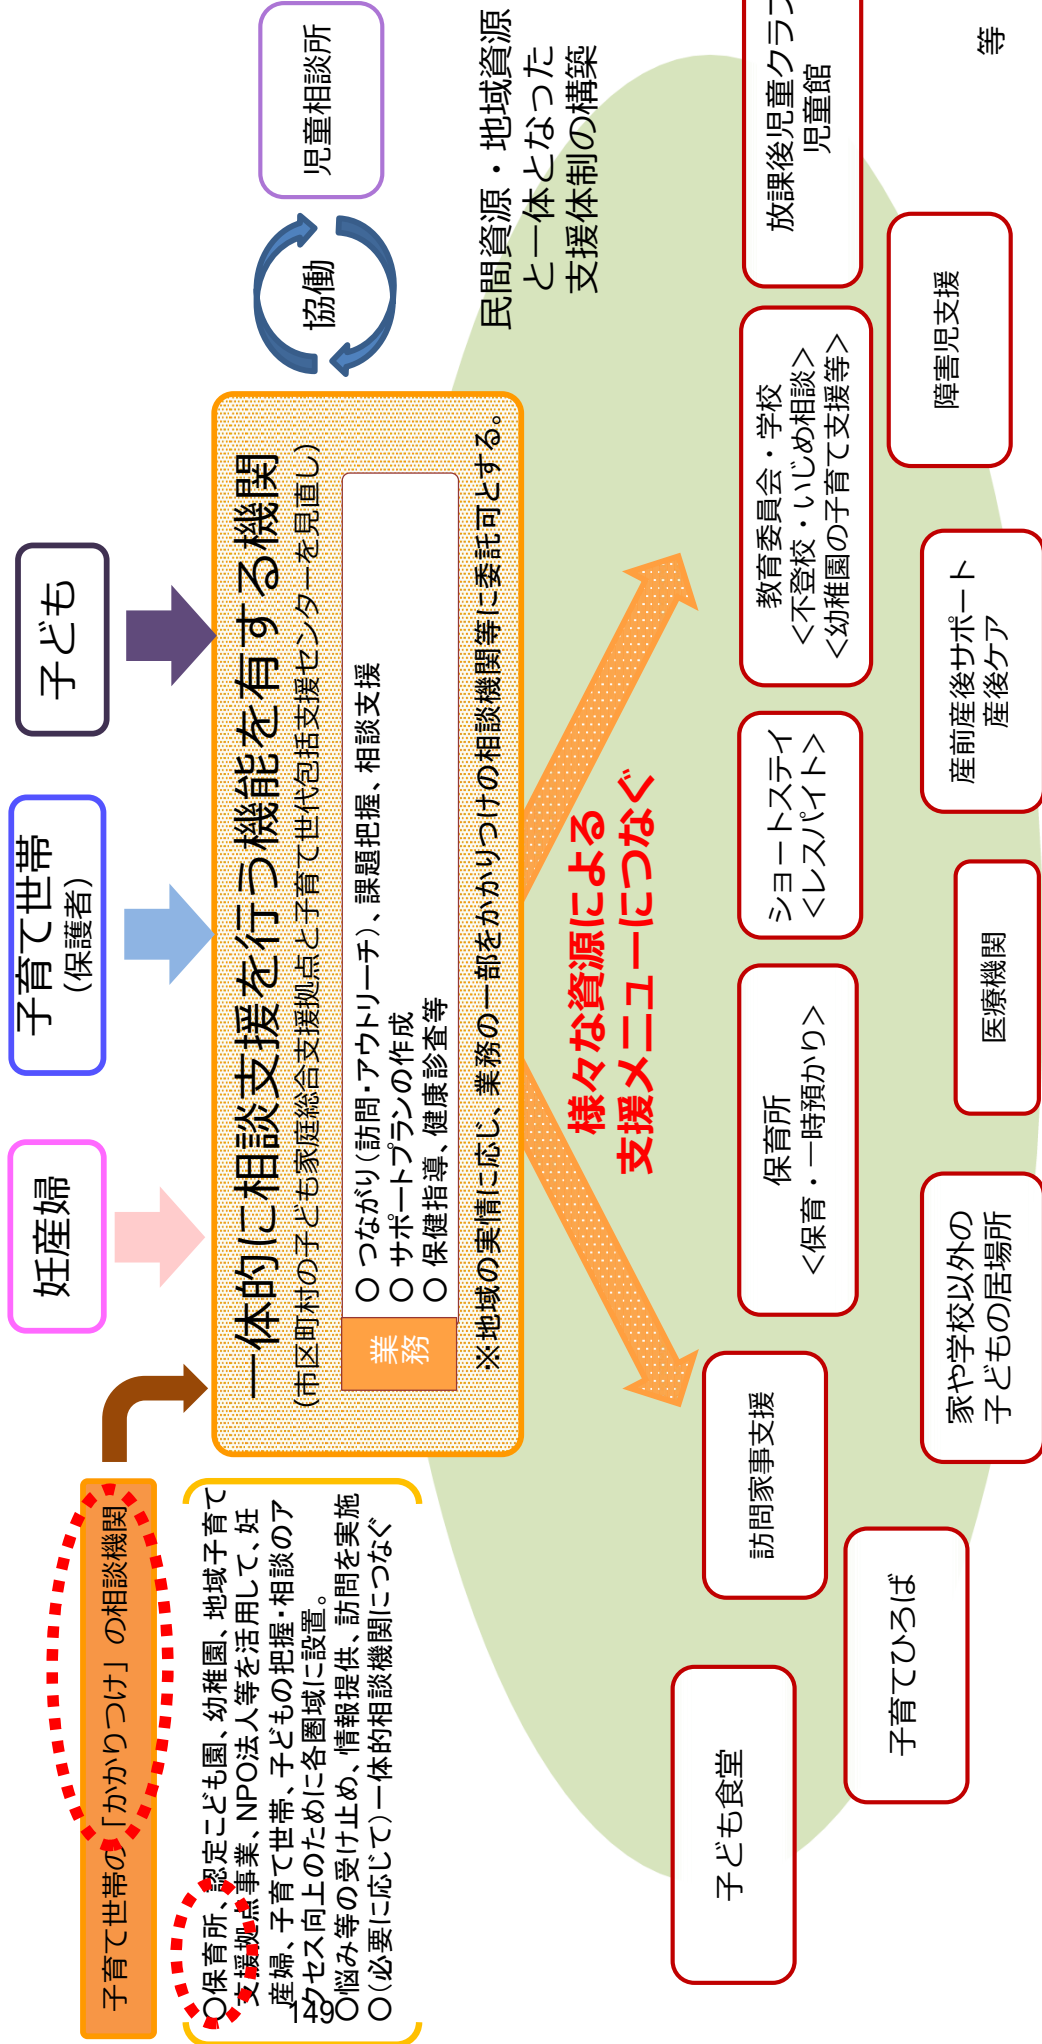 子育て世帯の「かかりつけ」の相談機関
○保育所、認定こども園、幼稚園、地域子育て
支援拠点事業、NPO法人等を活用して、妊
産婦、子育て世帯、子どもの把握・相談のア
クセス向上のために各圏域に設置。
○悩み等の受け止め、情報提供、訪問を実施
○(必要に応じて)一体的相談機関につなぐ
妊産婦
子育て世帯
(保護者)
子ども
一体的に相談支援を行う機能を有する機関
(市区町村の子ども家庭総合支援拠点と子育て世代包括支援センターを見直し)
業務
○ つながり(訪問・アウトリーチ)、課題把握、相談支援
○ サポートプランの作成
○ 保健指導、健康診査等
※地域の実情に応じ、業務の一部をかかりつけの相談機関等に委託可とする。
協働
児童相談所
民間資源・地域資源
と一体となった
支援体制の構築
様々な資源による
支援メニューにつなぐ
子ども食堂
訪問家事支援
保育所
<保育・一時預かり>
ショートステイ
<レスパイト>
教育委員会・学校
<不登校・いじめ相談>
<幼稚園の子育て支援等>
放課後児童クラブ
児童館
子育てひろば
家や学校以外の
子どもの居場所
医療機関
産前産後サポート
産後ケア
障害児支援
等
149